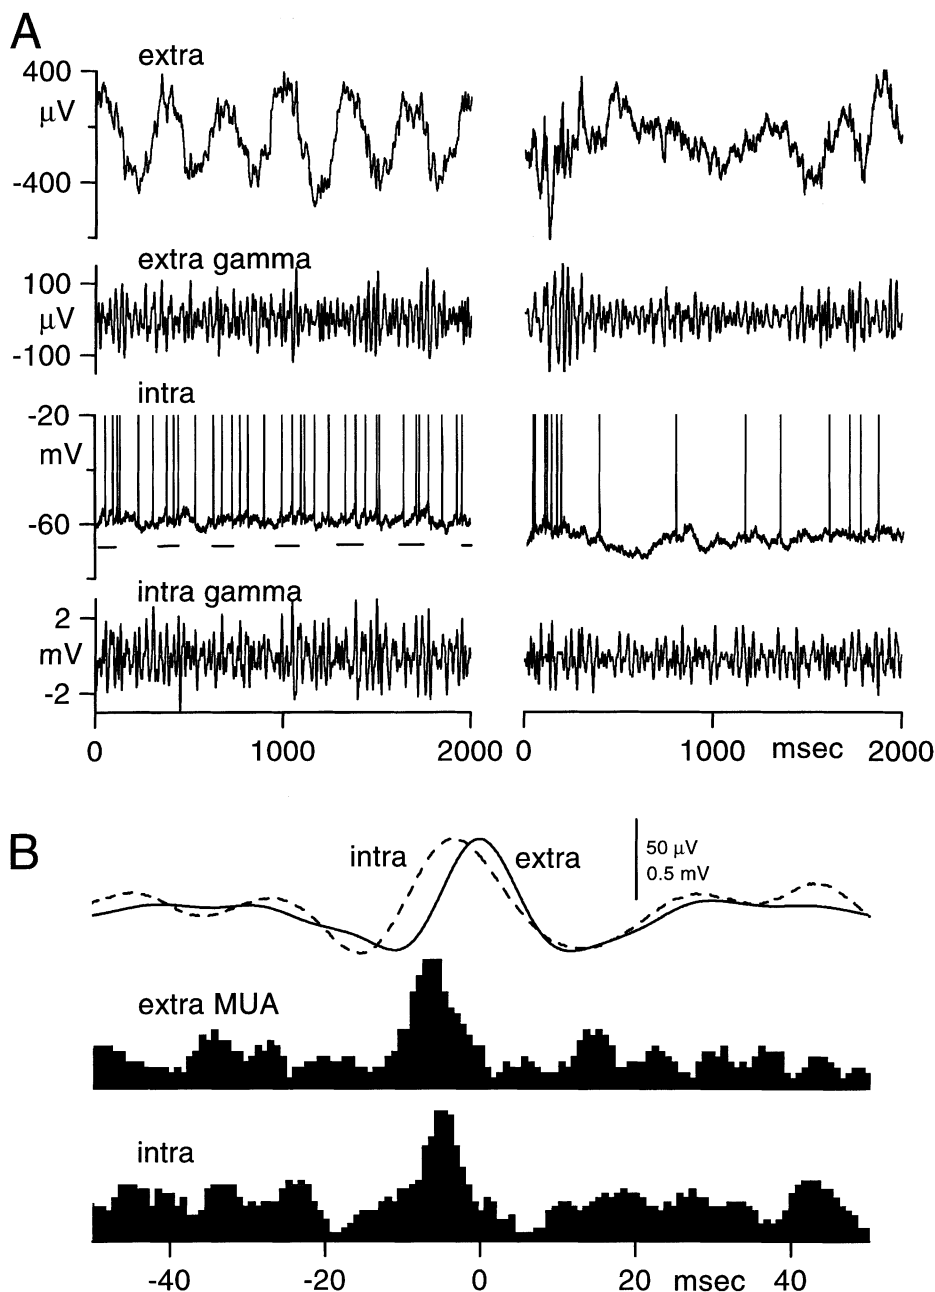 A
extra
400
μV
-400
extra gamma
100
μV
-100
intra
-20
mV
-60
intra gamma
2
mV
-2
0 1000 2000 0 1000 msec 2000
B
intra extra
50 μV
0.5 mV
extra MUA
intra
-40 -20 0 20 msec 40